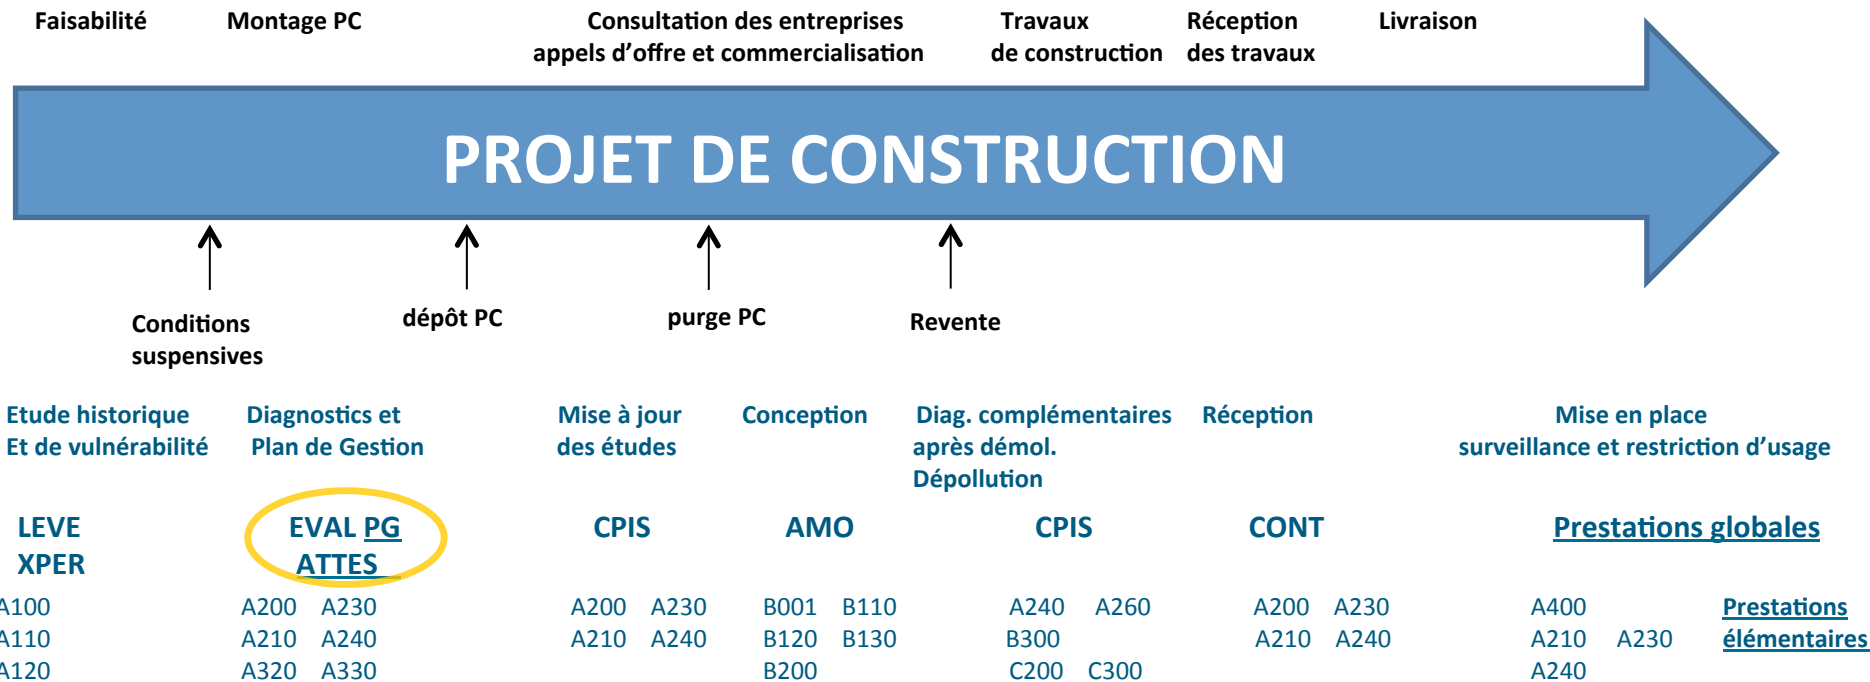 Faisabilité Montage PC Consultation des entreprises Travaux Réception Livraison
appels d’offre et commercialisation de construction des travaux
PROJET DE CONSTRUCTION
Conditions dépôt PC purge PC Revente
suspensives
Etude historique Diagnostics et Mise à jour Conception Diag. complémentaires Réception Mise en place
Et de vulnérabilité Plan de Gestion des études après démol. surveillance et restriction d’usage
Dépollution
LEVE EVAL PG CPIS AMO CPIS CONT Prestations globales
XPER ATTES
A100 A200 A230 A200 A230 B001 B110 A240 A260 A200 A230 A400 Prestations
A110 A210 A240 A210 A240 B120 B130 B300 A210 A240 A210 A230 élémentaires
A120 A320 A330 B200 C200 C300 A240